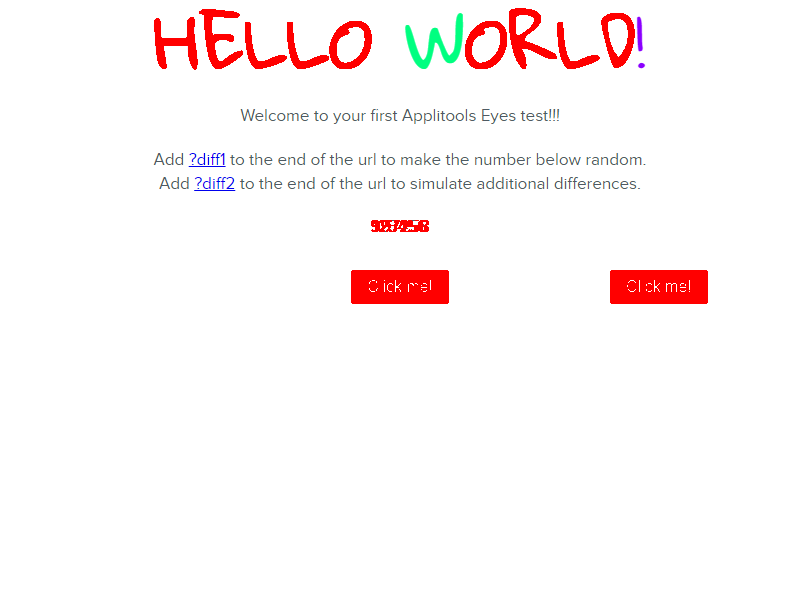 HELLO WORLD!
Welcome to your first Applitools Eyes test!!!
Add ?diff1 to the end of the url to make the number below random.
Add ?diff2 to the end of the url to simulate additional differences.
Click me! Click me!